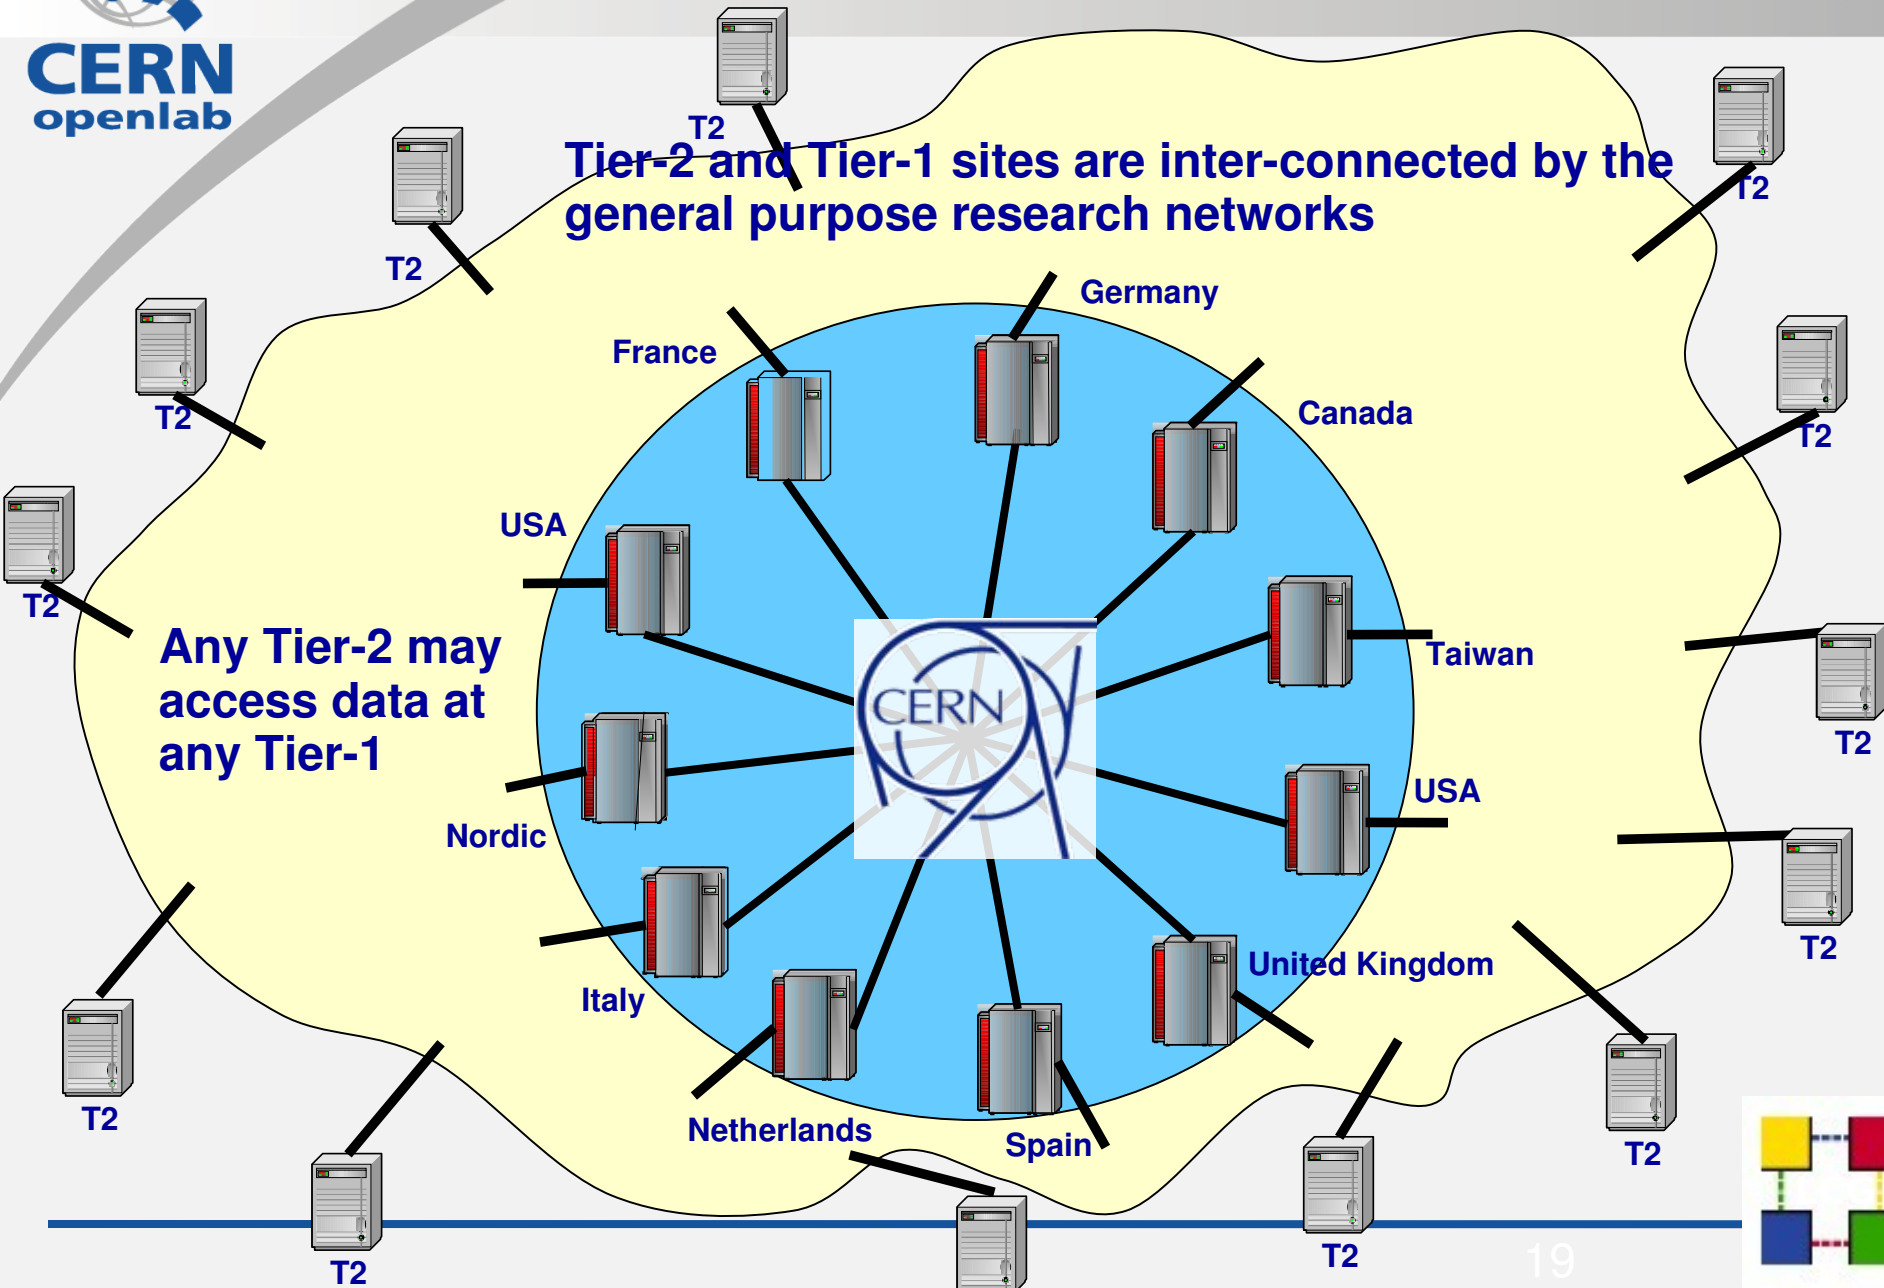 CERN
openlab
T2
Tier-2 and Tier-1 sites are inter-connected by the
general purpose research networks
T2
T2
Germany
France
T2
Canada
T2
USA
T2
Any Tier-2 may
access data at
any Tier-1
Taiwan
CERN
T2
USA
Nordic
T2
United Kingdom
Italy
T2
Netherlands
Spain
T2
T2
T2
19